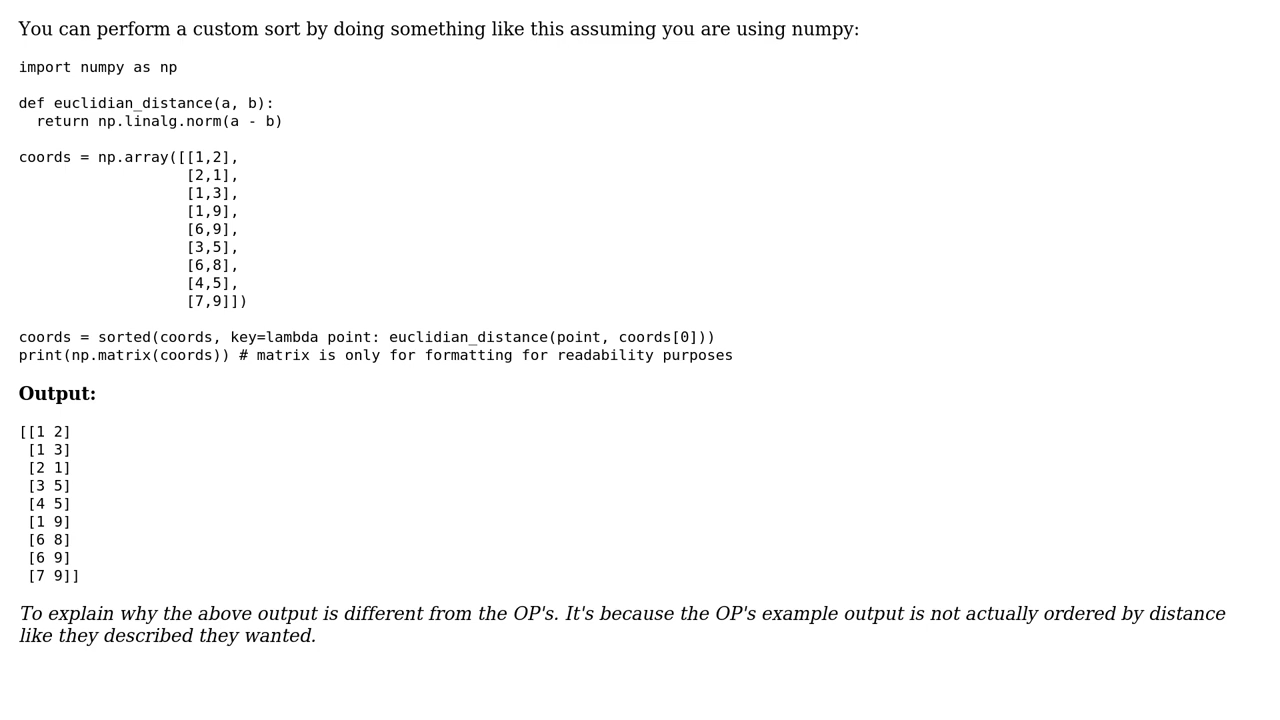 You can perform a custom sort by doing something like this assuming you are using numpy:
import numpy as np
def euclidian_distance(a, b):
  return np.linalg.norm(a - b)
coords = np.array([[1,2],
                   [2,1],
                   [1,3],
                   [1,9],
                   [6,9],
                   [3,5],
                   [6,8],
                   [4,5],
                   [7,9]])
coords = sorted(coords, key=lambda point: euclidian_distance(point, coords[0]))
print(np.matrix(coords)) # matrix is only for formatting for readability purposes
Output:
[[1 2]
 [1 3]
 [2 1]
 [3 5]
 [4 5]
 [1 9]
 [6 8]
 [6 9]
 [7 9]]
To explain why the above output is different from the OP's. It's because the OP's example output is not actually ordered by distance
like they described they wanted.